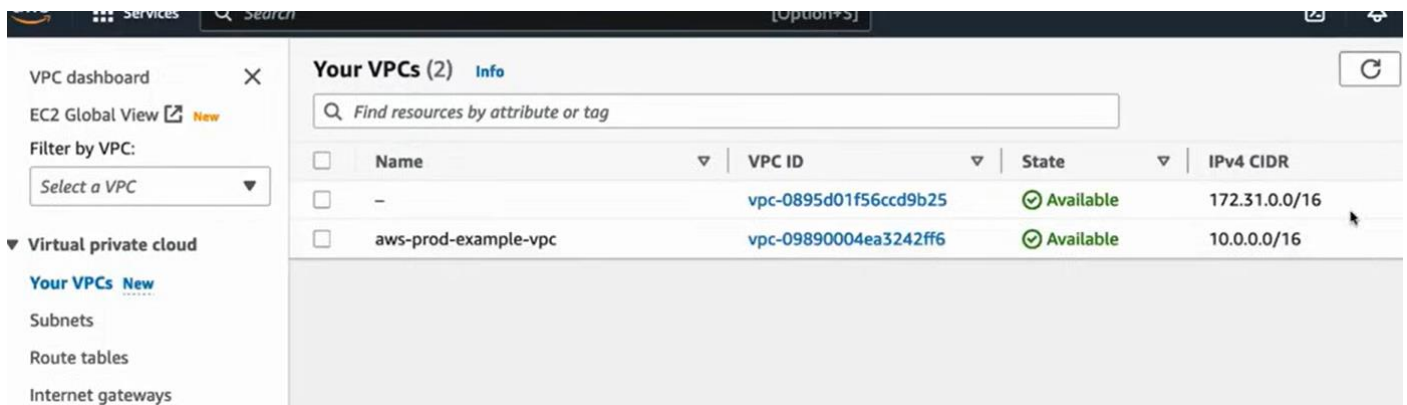 aws
Services
Search
[Option+S]
VPC dashboard
EC2 Global View New
Filter by VPC:
Select a VPC
Virtual private cloud
Your VPCs New
Subnets
Route tables
Internet gateways
Your VPCs (2) Info
Find resources by attribute or tag
Name VPC ID State IPv4 CIDR
– vpc-0895d01f56ccd9b25 Available 172.31.0.0/16
aws-prod-example-vpc vpc-09890004ea3242ff6 Available 10.0.0.0/16